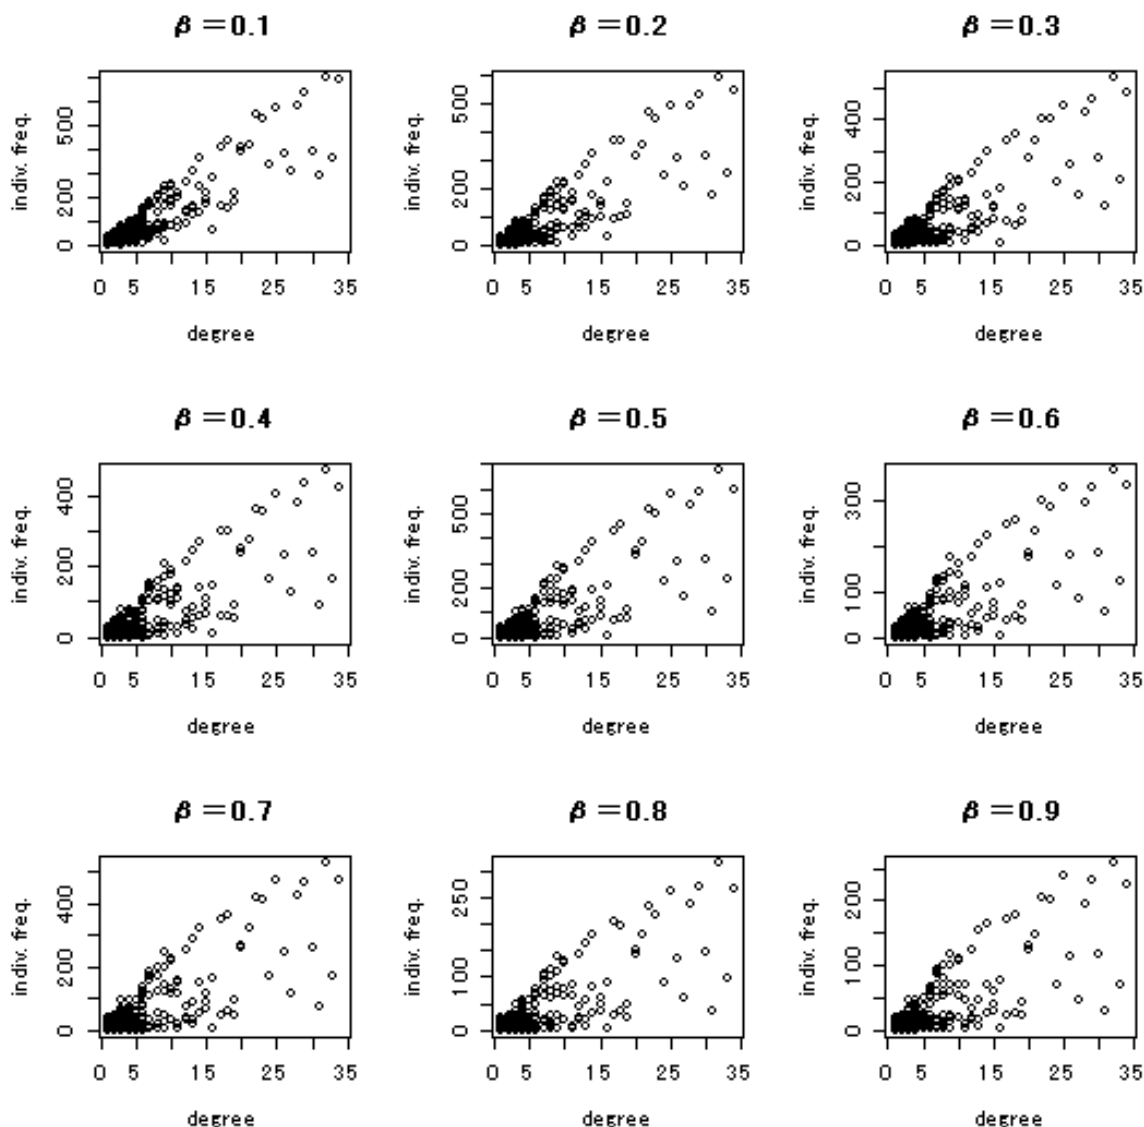 β=0.1
β=0.2
β=0.3
indiv. freq.
0 200 500
0 5 15 25 35
degree
indiv. freq.
0 200 500
0 5 15 25 35
degree
indiv. freq.
0 200 400
0 5 15 25 35
degree
β=0.4
β=0.5
β=0.6
indiv. freq.
0 200 400
0 5 15 25 35
degree
indiv. freq.
0 200 500
0 5 15 25 35
degree
indiv. freq.
0 100 300
0 5 15 25 35
degree
β=0.7
β=0.8
β=0.9
indiv. freq.
0 200 400
0 5 15 25 35
degree
indiv. freq.
0 100 250
0 5 15 25 35
degree
indiv. freq.
0 100 200
0 5 15 25 35
degree